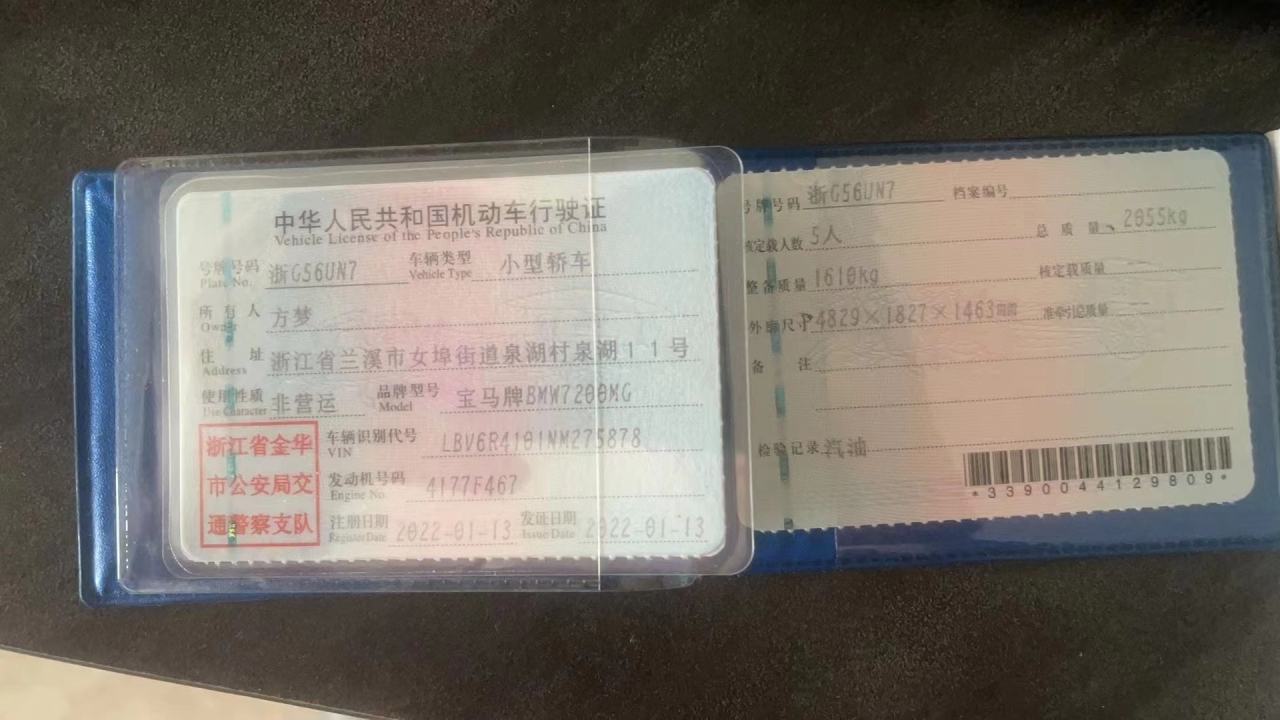 中华人民共和国机动车行驶证
Vehicle License of the People's Republic of China
号牌号码 浙G56UN7 车辆类型 小型轿车
Plate No. Vehicle Type
所有人 方梦
Owner
住址 浙江省兰溪市女埠街道泉湖村泉湖11号
Address
使用性质 非营运 品牌型号 宝马牌BMW7200MG
Use Character Model
浙江省金华
市公安局交
通警察支队
车辆识别代号 LBV6R4101NM275878
VIN
发动机号码 4177F467
Engine No.
注册日期 2022-01-13 发证日期 2022-01-13
Register Date Issue Date
号牌号码 浙G56UN7 档案编号
核定载人数 5人 总质量 2055kg
整备质量 1610kg 核定载质量
外廓尺寸 4829×1827×1463mm 准牵引总质量
备注
检验记录 汽油
*3390044129809*